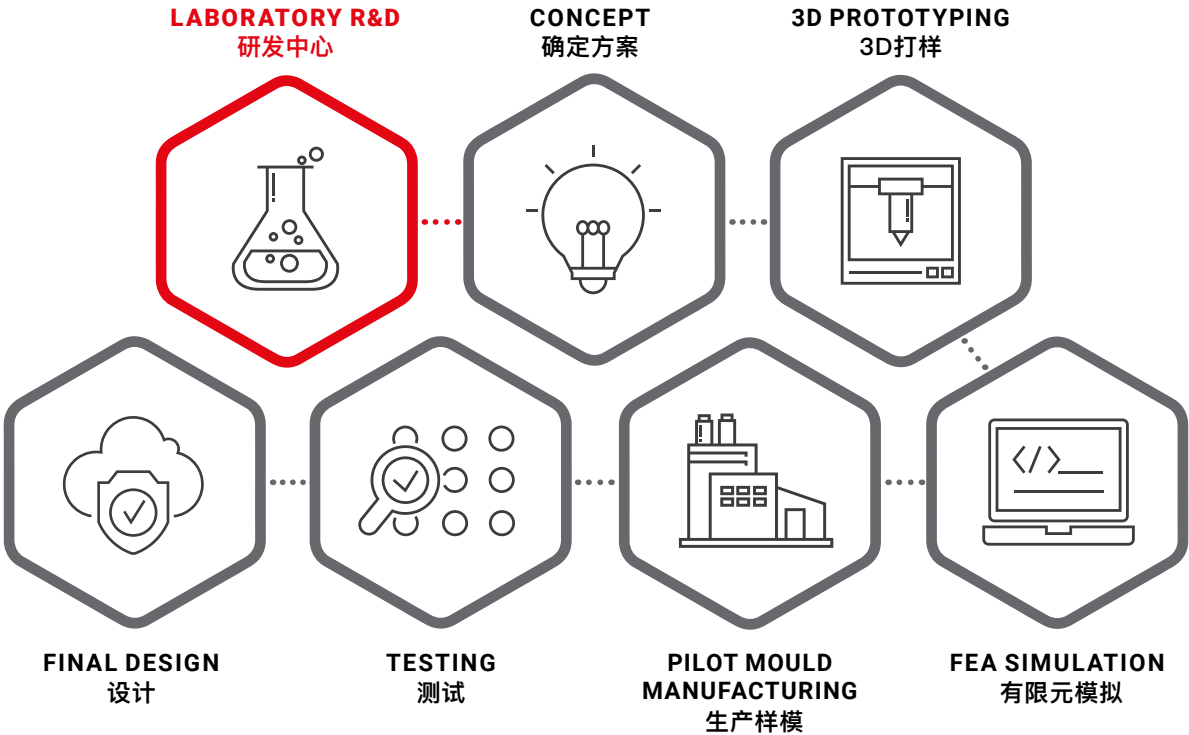 LABORATORY R&D
研发中心
CONCEPT
确定方案
3D PROTOTYPING
3D打样
</>
FINAL DESIGN
设计
TESTING
测试
PILOT MOULD
MANUFACTURING
生产样模
FEA SIMULATION
有限元模拟